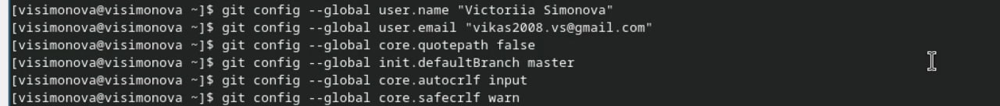 [visimonova@visimonova ~]$ git config --global user.name "Victoriia Simonova"
[visimonova@visimonova ~]$ git config --global user.email "vikas2008.vs@gmail.com"
[visimonova@visimonova ~]$ git config --global core.quotepath false
[visimonova@visimonova ~]$ git config --global init.defaultBranch master
[visimonova@visimonova ~]$ git config --global core.autocrlf input
[visimonova@visimonova ~]$ git config --global core.safecrlf warn